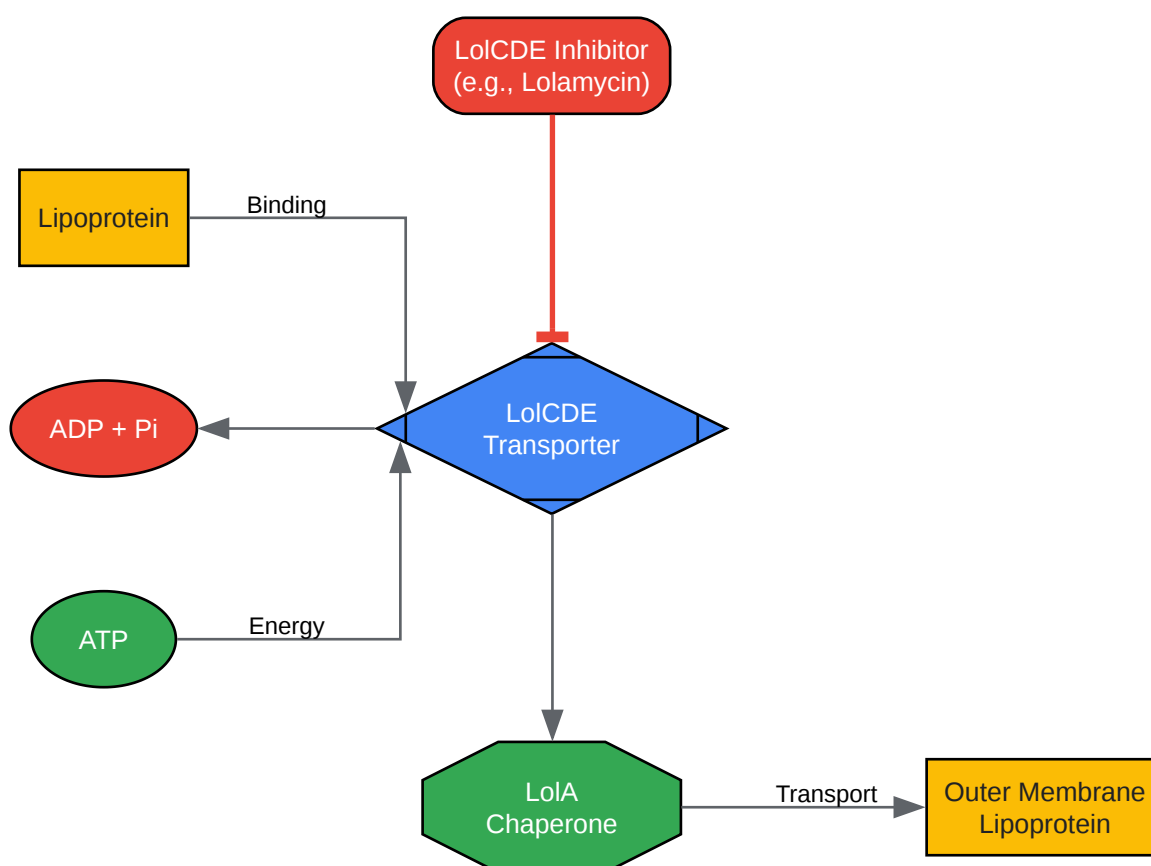 LolCDE Inhibitor
(e.g., Lolamycin)
Binding
Lipoprotein
LolCDE
Transporter
ADP + Pi
Energy
ATP
LolA
Chaperone
Transport
Outer Membrane
Lipoprotein